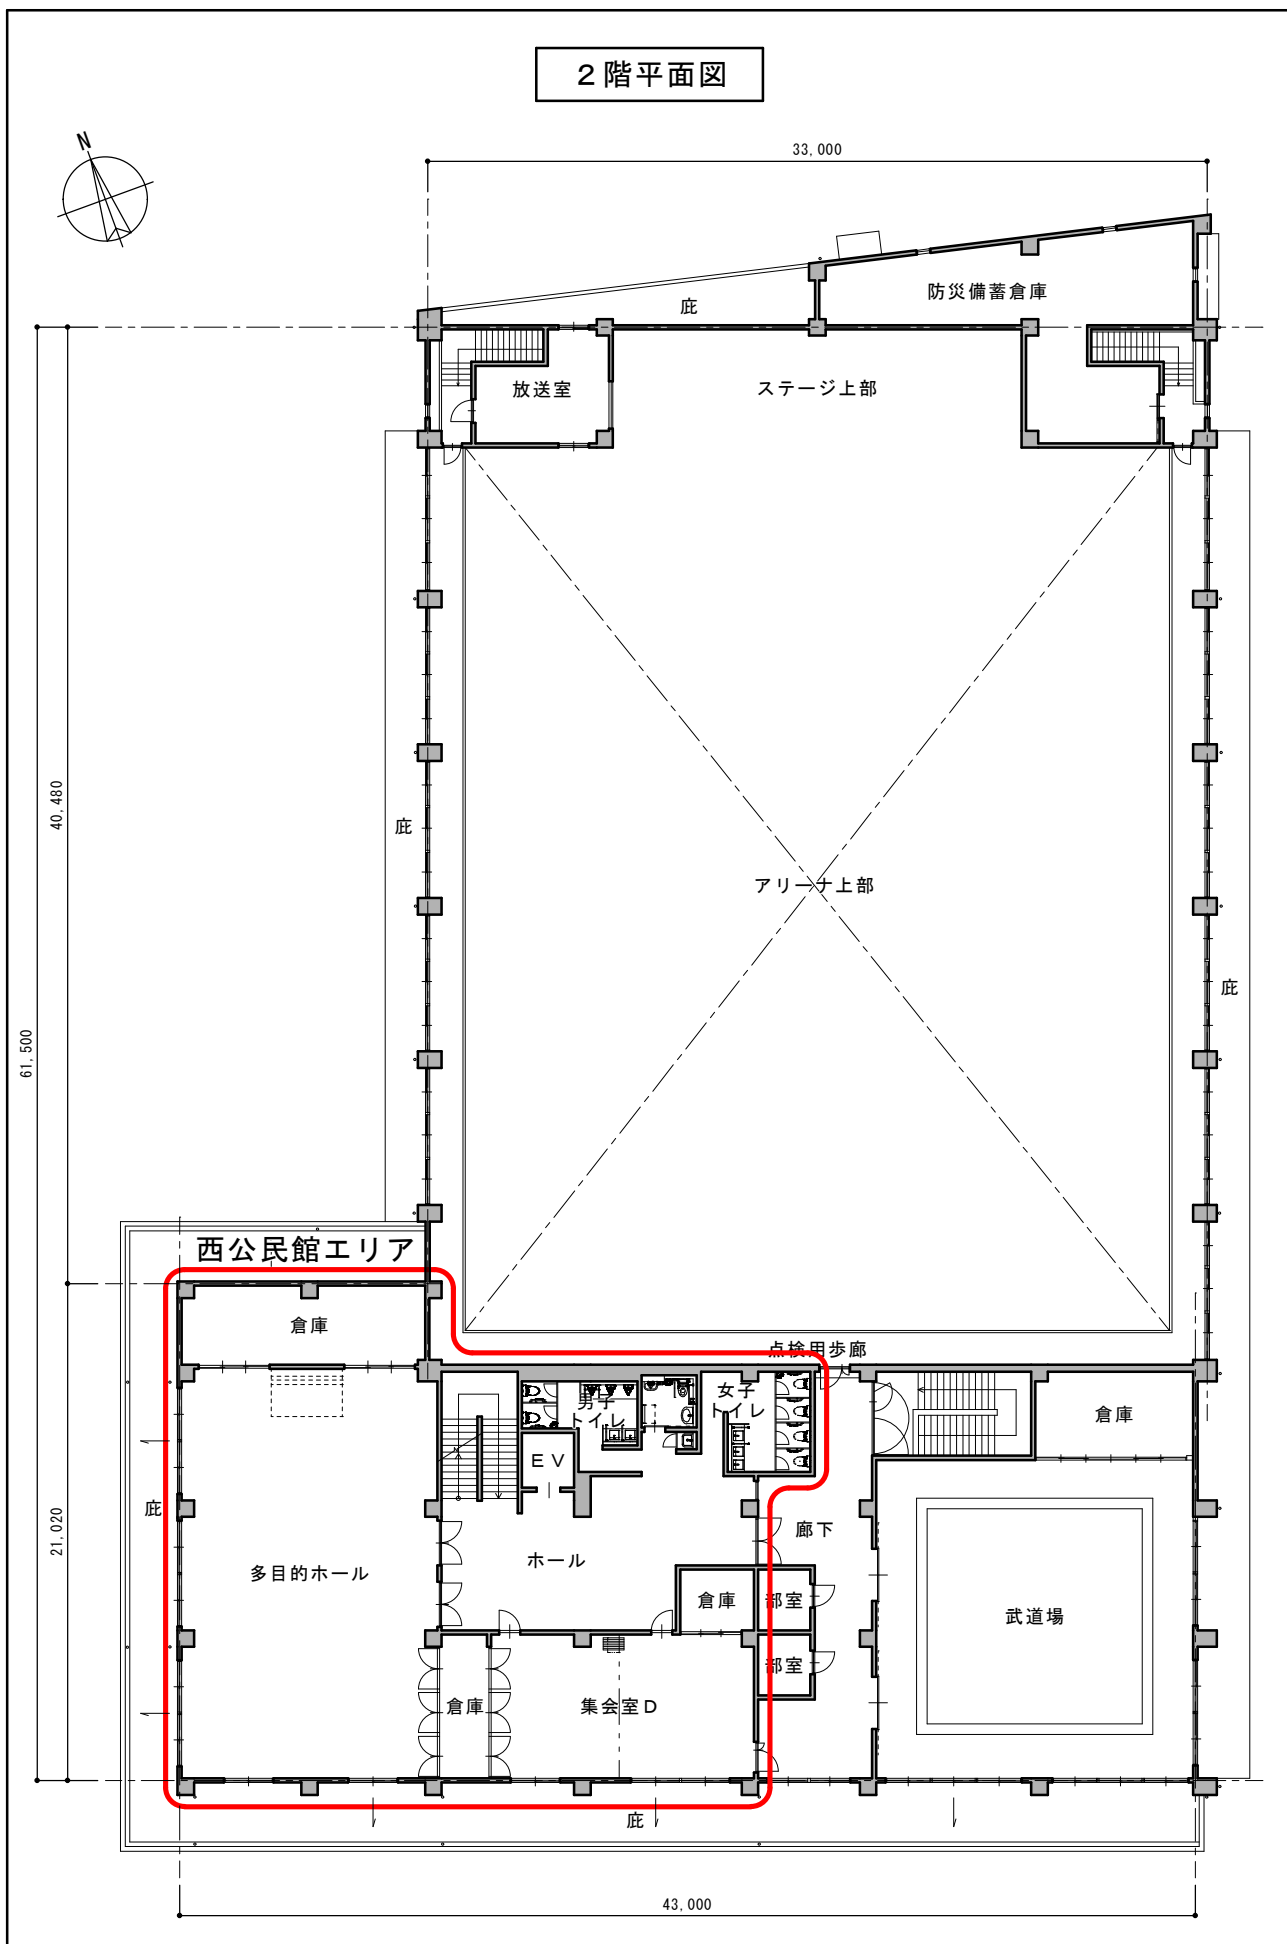 ２階平面図
N
33,000
防災備蓄倉庫
庇
放送室
ステージ上部
40,480
庇
アリーナ上部
庇
61,500
西公民館エリア
倉庫
点検用歩廊
男子
トイレ
女子
トイレ
倉庫
ＥＶ
庇
21,020
廊下
ホール
多目的ホール
倉庫
部室
武道場
部室
倉庫
集会室Ｄ
庇
43,000